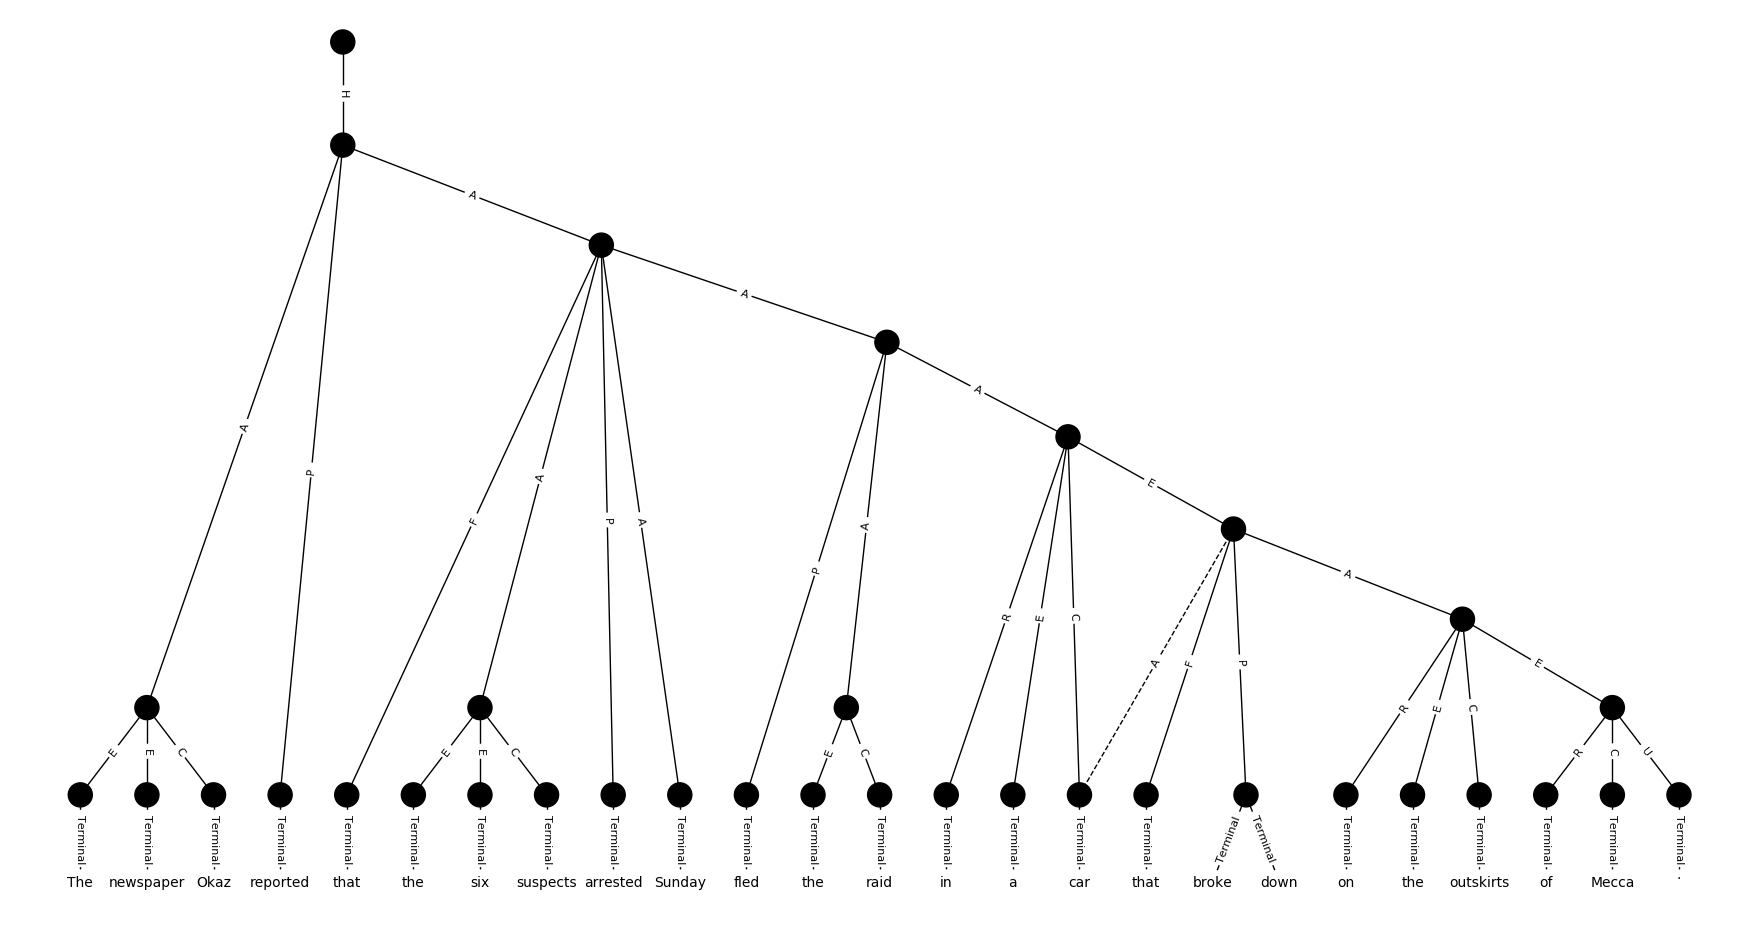 H
A
A
A
A
P
A
E
F
A
P
A
P
A
R
E
C
A
A
F
P
E
E
E
C
E
E
C
E
C
R
E
C
R
C
U
Terminal Terminal Terminal Terminal Terminal Terminal Terminal Terminal Terminal Terminal Terminal Terminal Terminal Terminal Terminal Terminal Terminal Terminal Terminal Terminal Terminal Terminal Terminal Terminal Terminal
The newspaper Okaz reported that the six suspects arrested Sunday fled the raid in a car that broke down on the outskirts of Mecca .